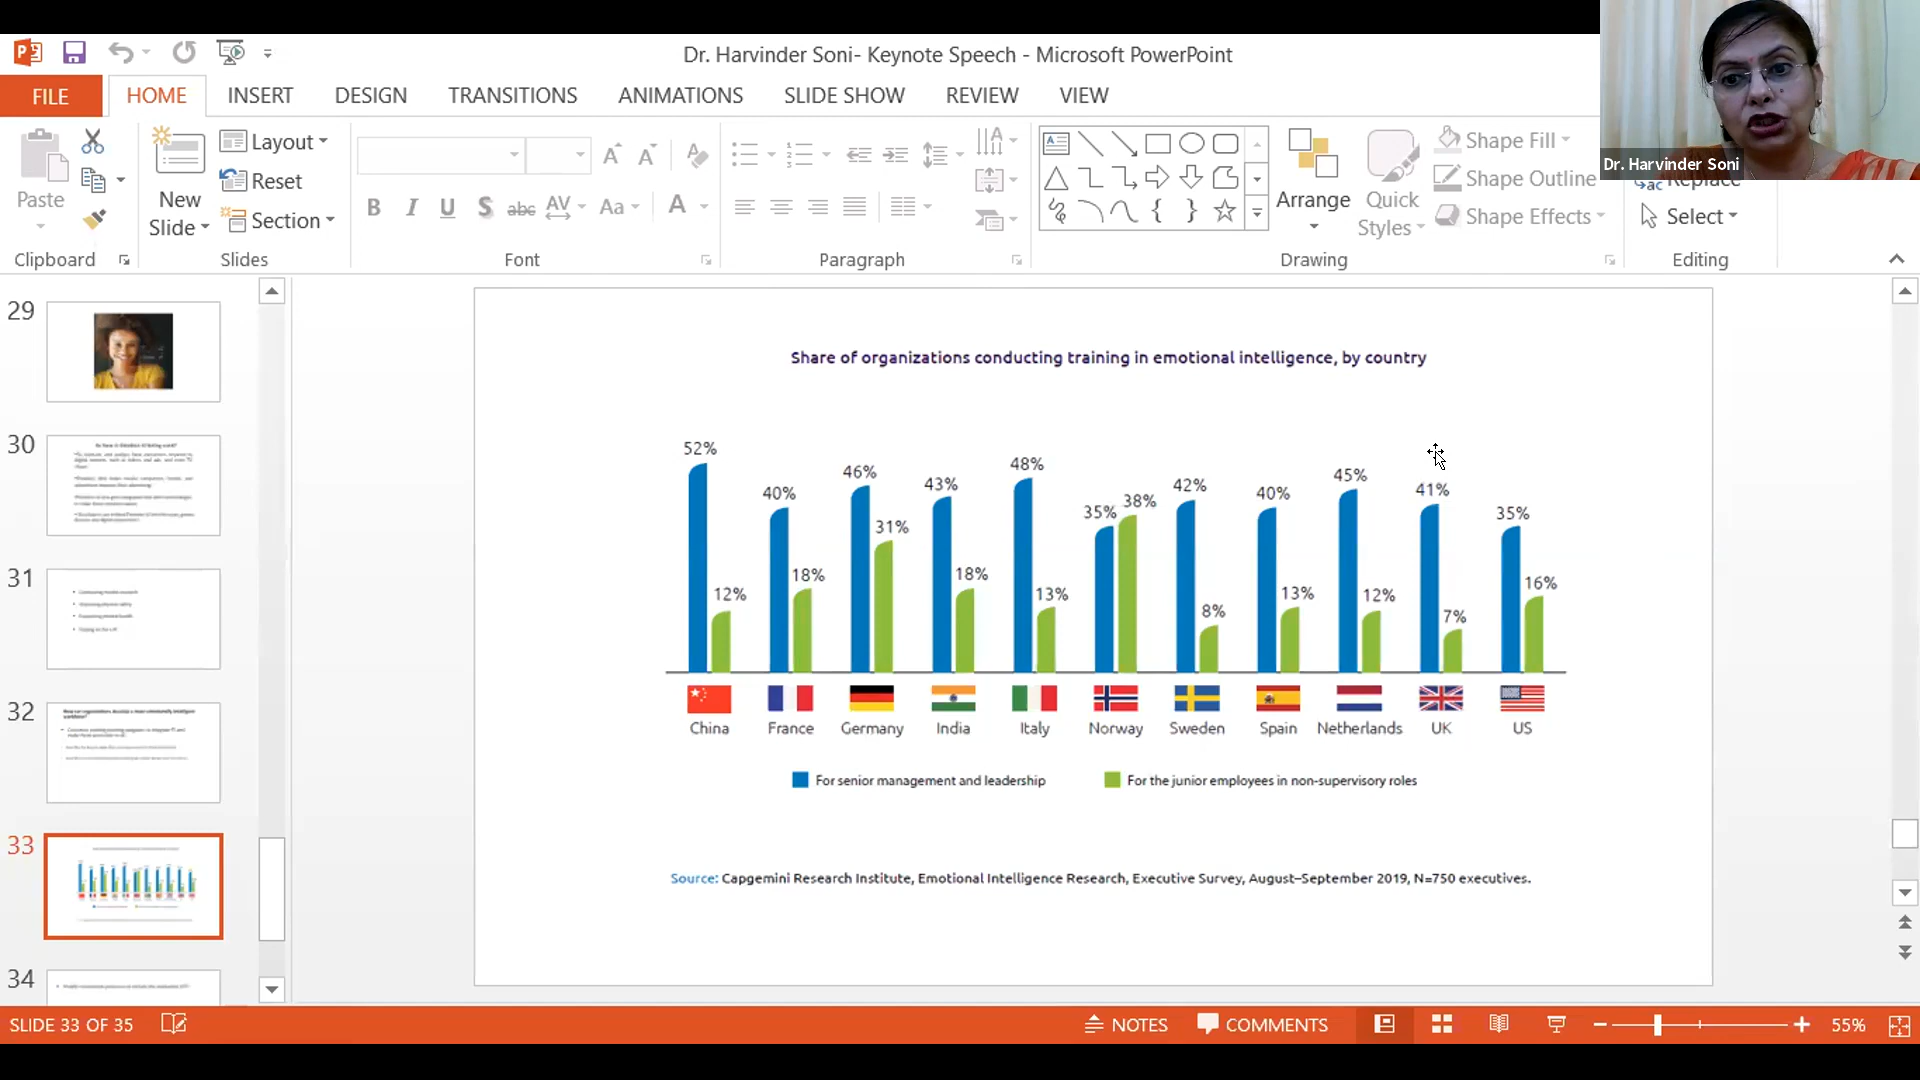 Dr. Harvinder Soni- Keynote Speech - Microsoft PowerPoint
FILE HOME INSERT DESIGN TRANSITIONS ANIMATIONS SLIDE SHOW REVIEW VIEW
Dr. Harvinder Soni
Paste
New
Slide
Layout
Reset
Section
B I U S abc AV Aa A
Arrange
Quick
Styles
Shape Fill
Shape Outline
Shape Effects
Replace
Select
Clipboard Slides Font Paragraph Drawing Editing
29
30
31
32
33
34
Share of organizations conducting training in emotional intelligence, by country
52% 12%
40% 18%
46% 31%
43% 18%
48% 13%
35% 38%
42% 8%
40% 13%
45% 12%
41% 7%
35% 16%
China France Germany India Italy Norway Sweden Spain Netherlands UK US
For senior management and leadership For the junior employees in non-supervisory roles
Source: Capgemini Research Institute, Emotional Intelligence Research, Executive Survey, August–September 2019, N=750 executives.
SLIDE 33 OF 35 NOTES COMMENTS 55%